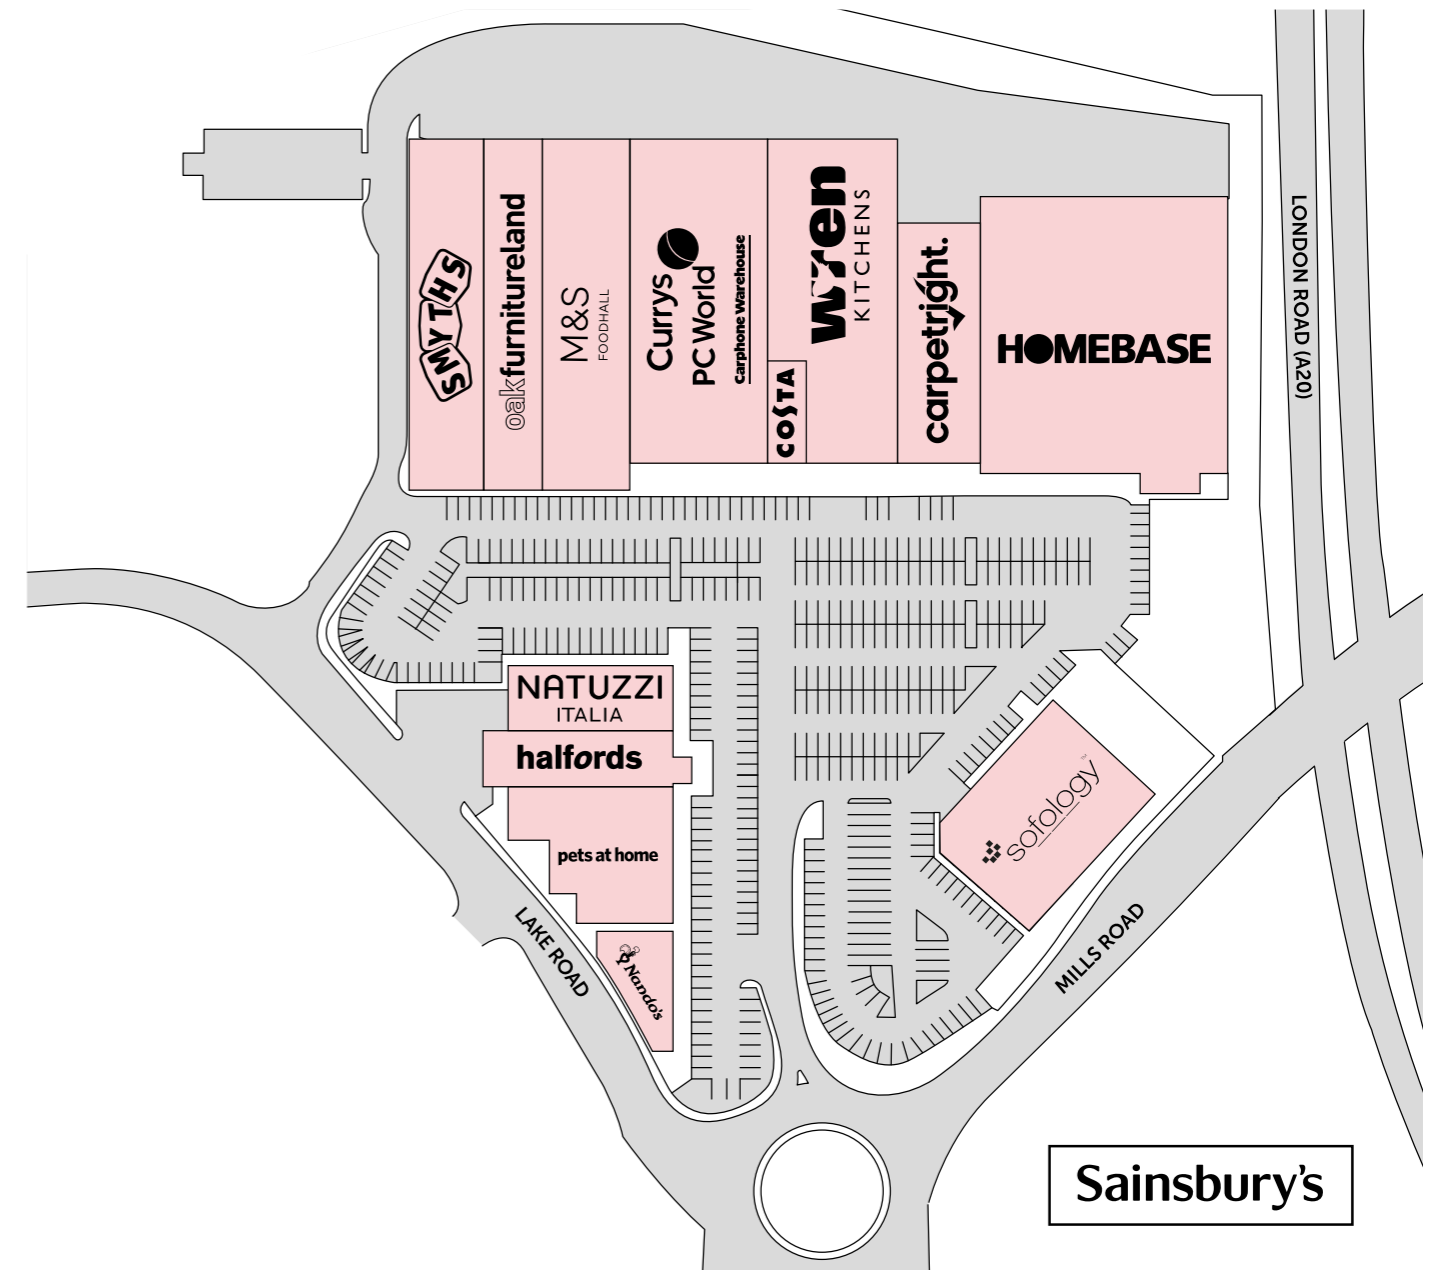 SMYTHS
oakfurnitureland
M&S
FOODHALL
Currys
PC World
Carphone Warehouse
COSTA
wren
KITCHENS
carpetright.
HOMEBASE
LONDON ROAD (A20)
NATUZZI
ITALIA
halfords
pets at home
Nando's
sofology™
LAKE ROAD
MILLS ROAD
Sainsbury's